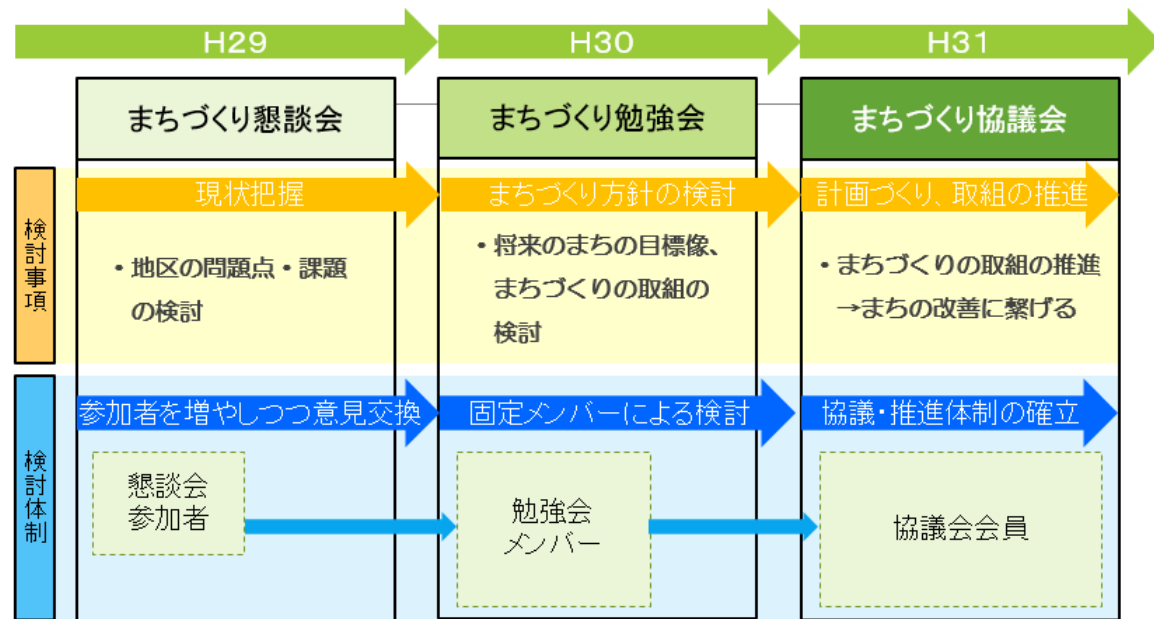 H29
H30
H31
まちづくり懇談会
まちづくり勉強会
まちづくり協議会
検討事項
現状把握
まちづくり方針の検討
計画づくり、取組の推進
・地区の問題点・課題
の検討
・将来のまちの目標像、
まちづくりの取組の
検討
・まちづくりの取組の推進
→まちの改善に繋げる
検討体制
参加者を増やしつつ意見交換
固定メンバーによる検討
協議・推進体制の確立
懇談会
参加者
勉強会
メンバー
協議会会員